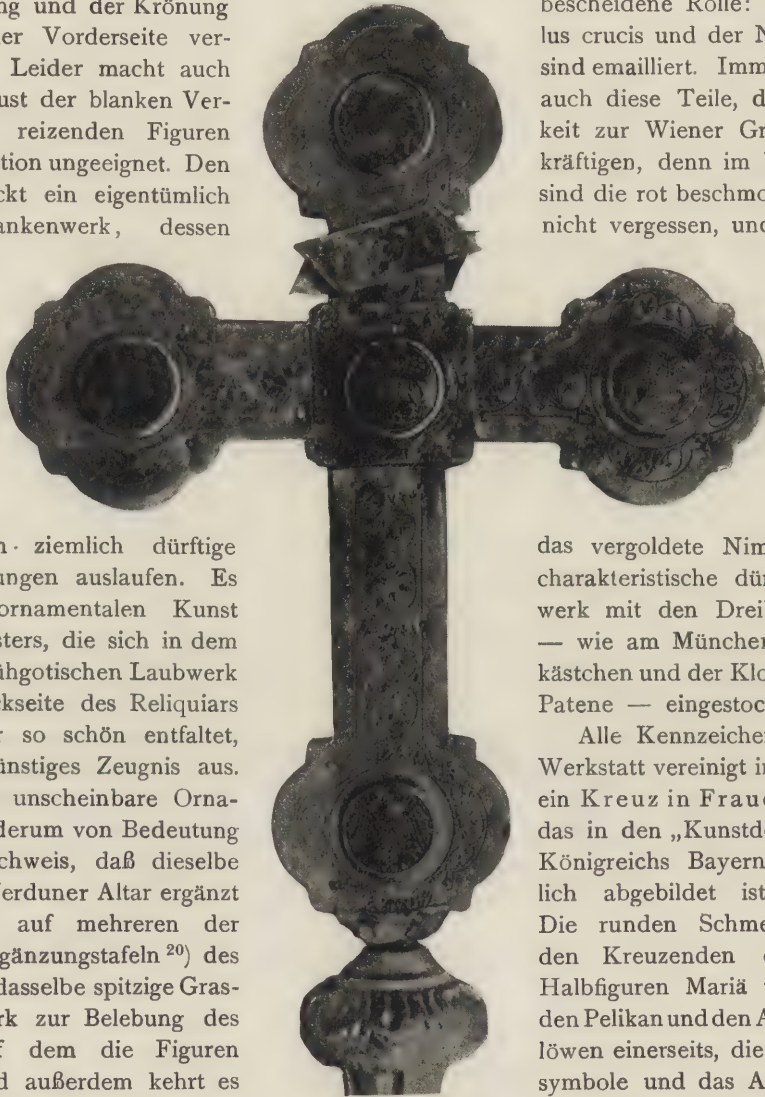 ng und der Krönung
er Vorderseite ver-
Leider macht auch
ust der blanken Ver-
reizenden Figuren
tion ungeeignet. Den
ckt ein eigentümlich
ankenwerk, dessen
n · ziemlich dürftige
ungen auslaufen. Es
ornamentalen Kunst
sters, die sich in dem
ühgotischen Laubwerk
ckseite des Reliquiars
r so schön entfaltet,
ünstiges Zeugnis aus.
unscheinbare Orna-
derum von Bedeutung
chweis, daß dieselbe
Verduner Altar ergänzt
auf mehreren der
gänzungstafeln ²⁰) des
dasselbe spitzige Gras-
rk zur Belebung des
f dem die Figuren
d außerdem kehrt es
bescheidene Rolle:
lus crucis und der N
sind emailliert. Imm
auch diese Teile, d
keit zur Wiener Gr
kräftigen, denn im
sind die rot beschmo
nicht vergessen, und
das vergoldete Nim
charakteristische dür
werk mit den Drei
— wie am München
kästchen und der Klo
Patene — eingestoc
Alle Kennzeichen
Werkstatt vereinigt in
ein Kreuz in Fraue
das in den „Kunstde
Königreichs Bayern
lich abgebildet ist
Die runden Schme
den Kreuzenden
Halbfiguren Mariä
den Pelikan und den A
löwen einerseits, die
symbole und das A